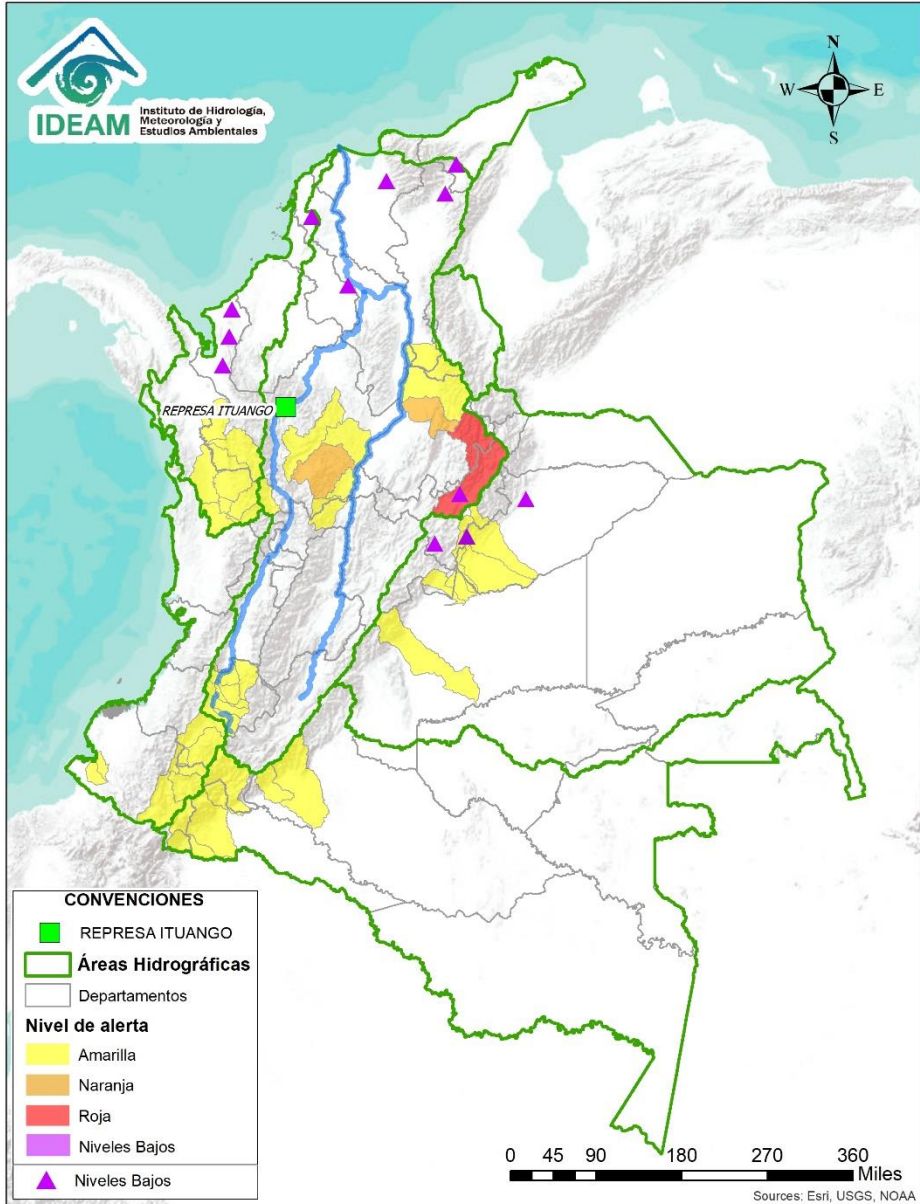 IDEAM
Instituto de Hidrología,
Meteorología y
Estudios Ambientales
N
W
E
S
REPRESA ITUANGO
CONVENCIONES
REPRESA ITUANGO
Áreas Hidrográficas
Departamentos
Nivel de alerta
Amarilla
Naranja
Roja
Niveles Bajos
Niveles Bajos
0 45 90 180 270 360
Miles
Sources: Esri, USGS, NOAA